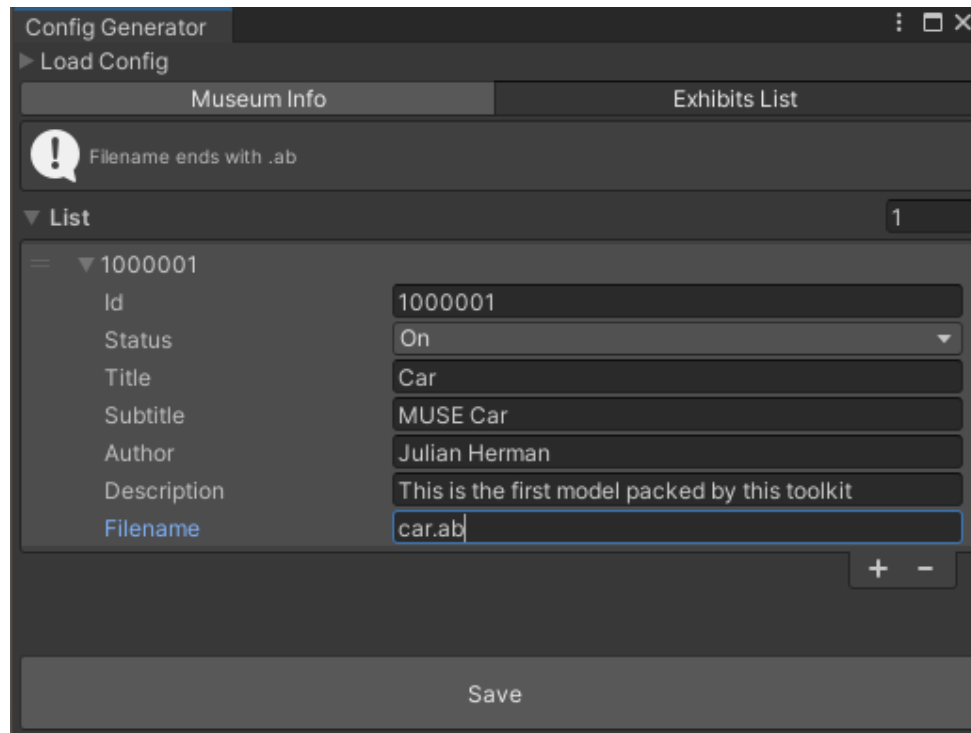 Config Generator
Load Config
Museum Info Exhibits List
Filename ends with .ab
List 1
1000001
Id 1000001
Status On
Title Car
Subtitle MUSE Car
Author Julian Herman
Description This is the first model packed by this toolkit
Filename car.ab
+ -
Save